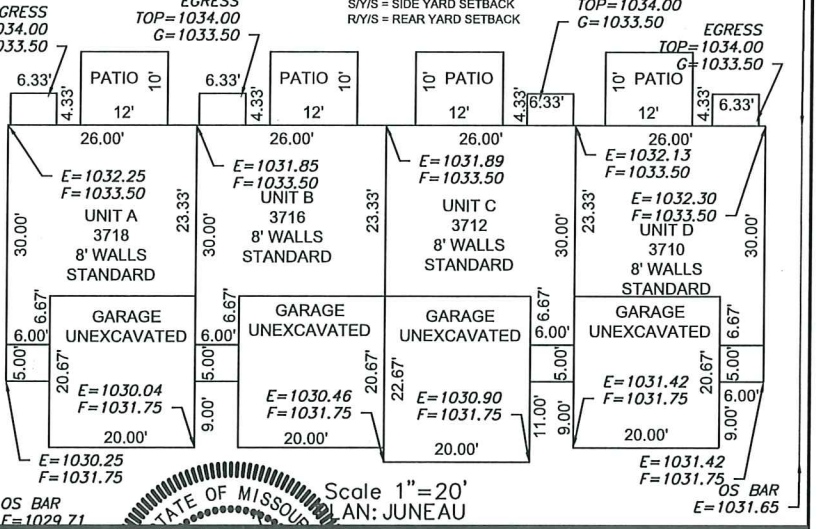 S/Y/S = SIDE YARD SETBACK
R/Y/S = REAR YARD SETBACK
EGRESS
034.00
033.50
EGRESS
TOP=1034.00
G=1033.50
TOP=1034.00
G=1033.50
EGRESS
TOP=1034.00
G=1033.50
6.33'
4.33'
PATIO
10'
12'
6.33'
4.33'
PATIO
10'
12'
10'
PATIO
12'
4.33'
6.33'
10'
PATIO
12'
4.33'
6.33'
26.00'
26.00'
26.00'
26.00'
E=1032.25
F=1033.50
E=1031.85
F=1033.50
E=1031.89
F=1033.50
E=1032.13
F=1033.50
E=1032.30
F=1033.50
30.00'
UNIT A
3718
8' WALLS
STANDARD
23.33'
30.00'
UNIT B
3716
8' WALLS
STANDARD
23.33'
UNIT C
3712
8' WALLS
STANDARD
30.00'
23.33'
UNIT D
3710
8' WALLS
STANDARD
30.00'
GARAGE
UNEXCAVATED
6.67'
GARAGE
UNEXCAVATED
GARAGE
UNEXCAVATED
6.67'
GARAGE
UNEXCAVATED
6.67'
6.00'
5.00'
20.67'
6.00'
5.00'
9.00'
20.67'
22.67'
6.00'
5.00'
11.00'
9.00'
20.67'
5.00'
6.00'
9.00'
E=1030.04
F=1031.75
E=1030.46
F=1031.75
E=1030.90
F=1031.75
E=1031.42
F=1031.75
20.00'
20.00'
20.00'
20.00'
E=1030.25
F=1031.75
E=1031.42
F=1031.75
OS BAR
E=1029.71
STATE OF MISSOUR
Scale 1"=20'
LAN: JUNEAU
OS BAR
E=1031.65